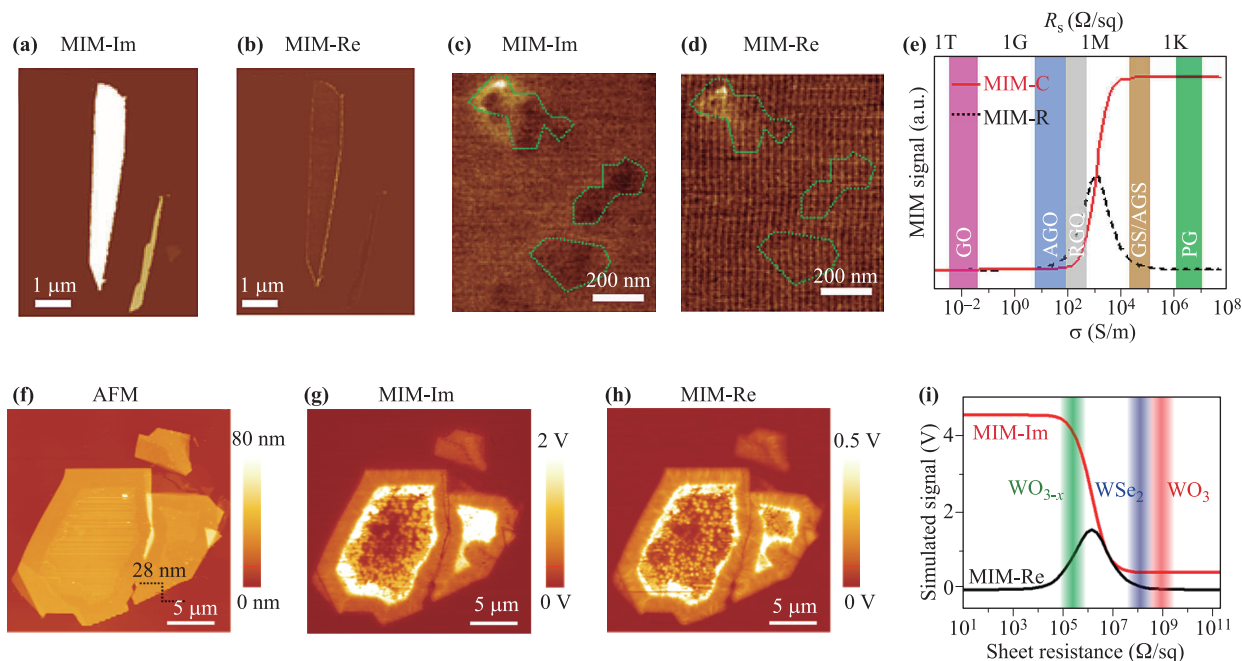 (a) MIM-Im
1 μm
(b) MIM-Re
1 μm
(c) MIM-Im
200 nm
(d) MIM-Re
200 nm
(e)
R_s (Ω/sq)
1T 1G 1M 1K
MIM signal (a.u.)
MIM-C
MIM-R
GO
AGO
RGO
GS/AGS
PG
10⁻² 10⁰ 10² 10⁴ 10⁶ 10⁸
σ (S/m)
(f) AFM
80 nm
0 nm
28 nm
5 μm
(g) MIM-Im
2 V
0 V
5 μm
(h) MIM-Re
0.5 V
0 V
5 μm
(i)
Simulated signal (V)
4
2
0
MIM-Im
WO₃₋ₓ
WSe₂
WO₃
MIM-Re
10¹ 10³ 10⁵ 10⁷ 10⁹ 10¹¹
Sheet resistance (Ω/sq)